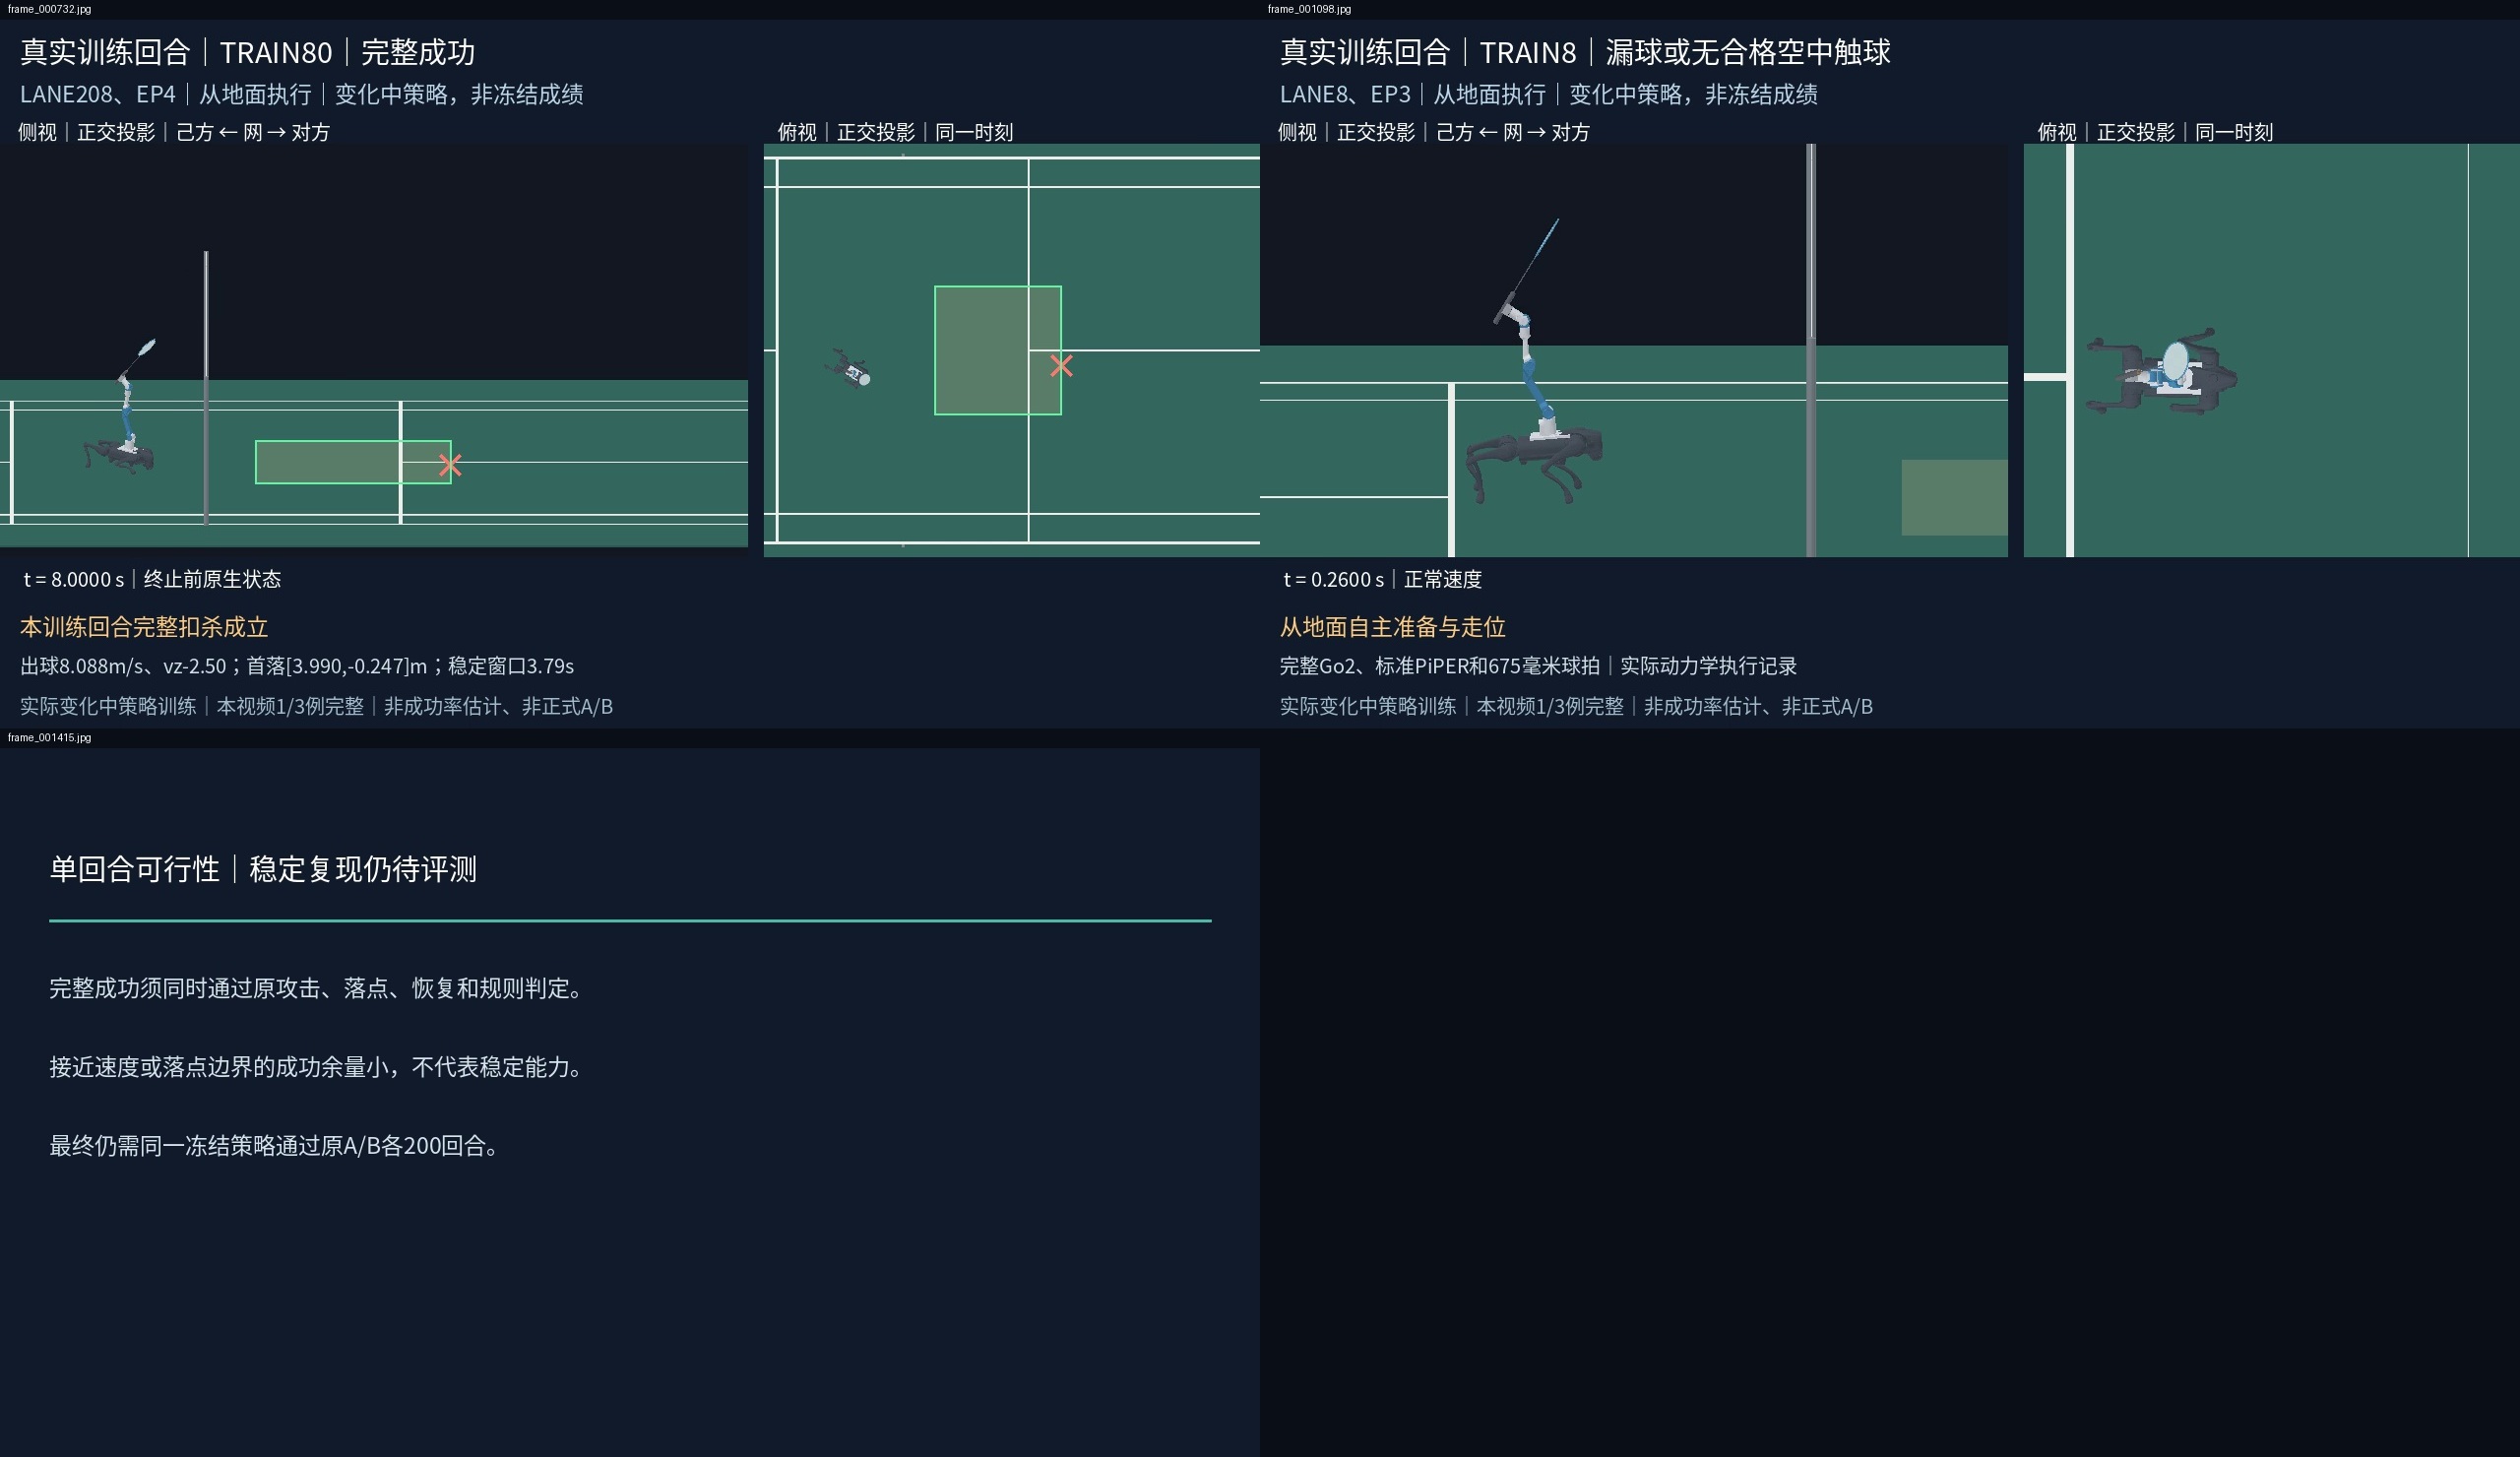 frame_000732.jpg
真实训练回合｜TRAIN80｜完整成功
LANE208、EP4｜从地面执行｜变化中策略，非冻结成绩
侧视｜正交投影｜己方 ← 网 → 对方
俯视｜正交投影｜同一时刻
t = 8.0000 s｜终止前原生状态
本训练回合完整扣杀成立
出球8.088m/s、vz-2.50；首落[3.990,-0.247]m；稳定窗口3.79s
实际变化中策略训练｜本视频1/3例完整｜非成功率估计、非正式A/B
frame_001098.jpg
真实训练回合｜TRAIN8｜漏球或无合格空中触球
LANE8、EP3｜从地面执行｜变化中策略，非冻结成绩
侧视｜正交投影｜己方 ← 网 → 对方
俯视｜正交投影｜同一时刻
t = 0.2600 s｜正常速度
从地面自主准备与走位
完整Go2、标准PiPER和675毫米球拍｜实际动力学执行记录
实际变化中策略训练｜本视频1/3例完整｜非成功率估计、非正式A/B
frame_001415.jpg
单回合可行性｜稳定复现仍待评测
完整成功须同时通过原攻击、落点、恢复和规则判定。
接近速度或落点边界的成功余量小，不代表稳定能力。
最终仍需同一冻结策略通过原A/B各200回合。